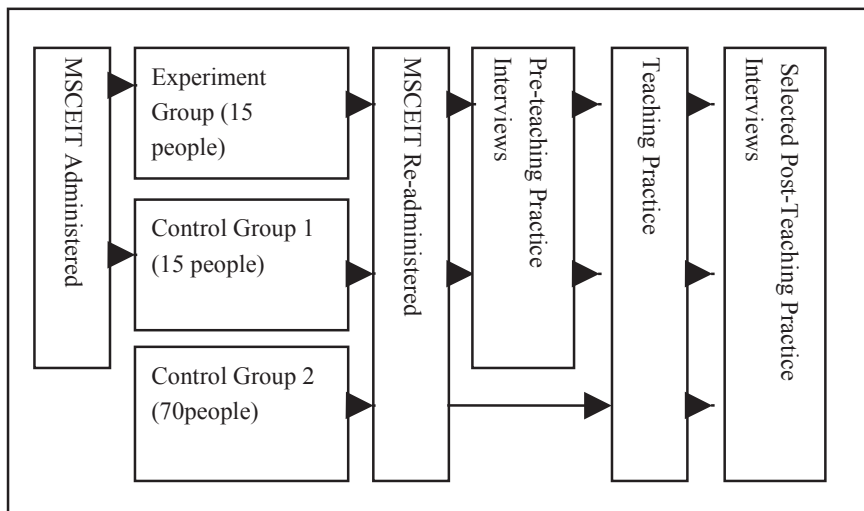 MSCEIT Administered
Experiment
Group (15
people)
Control Group 1
(15 people)
Control Group 2
(70people)
MSCEIT Re-administered
Pre-teaching Practice
Interviews
Teaching Practice
Selected Post-Teaching Practice
Interviews